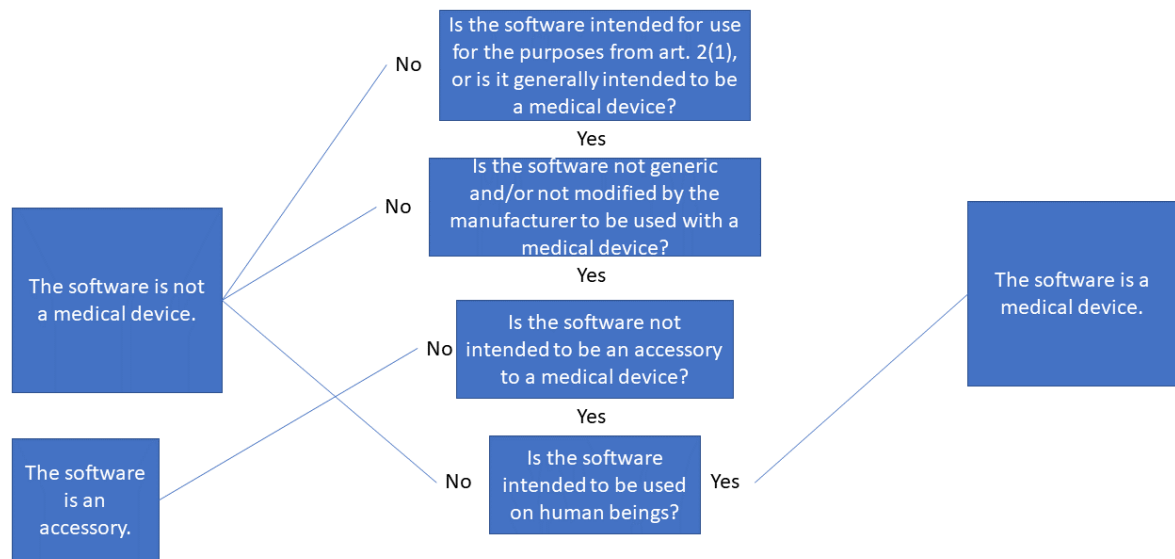 Is the software intended for use
for the purposes from art. 2(1),
or is it generally intended to be
a medical device?
No
Yes
Is the software not generic
and/or not modified by the
manufacturer to be used with a
medical device?
No
Yes
The software is not
a medical device.
The software is a
medical device.
Is the software not
intended to be an accessory
to a medical device?
No
Yes
The software
is an
accessory.
No
Is the software
intended to be used
on human beings?
Yes